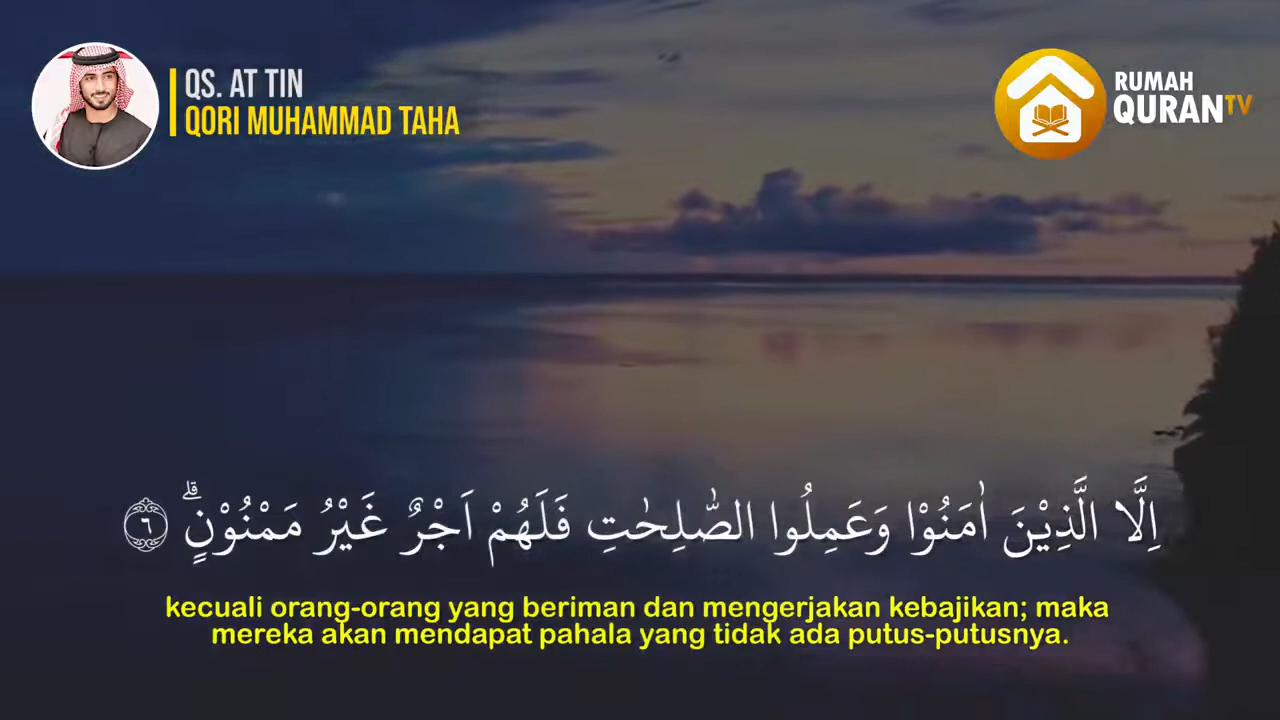 QS. AT TIN
QORI MUHAMMAD TAHA
RUMAH
QURANTV
اِلَّا الَّذِيْنَ اٰمَنُوْا وَعَمِلُوا الصّٰلِحٰتِ فَلَهُمْ اَجْرٌ غَيْرُ مَمْنُوْنٍۗ ٦
kecuali orang-orang yang beriman dan mengerjakan kebajikan; maka
mereka akan mendapat pahala yang tidak ada putus-putusnya.